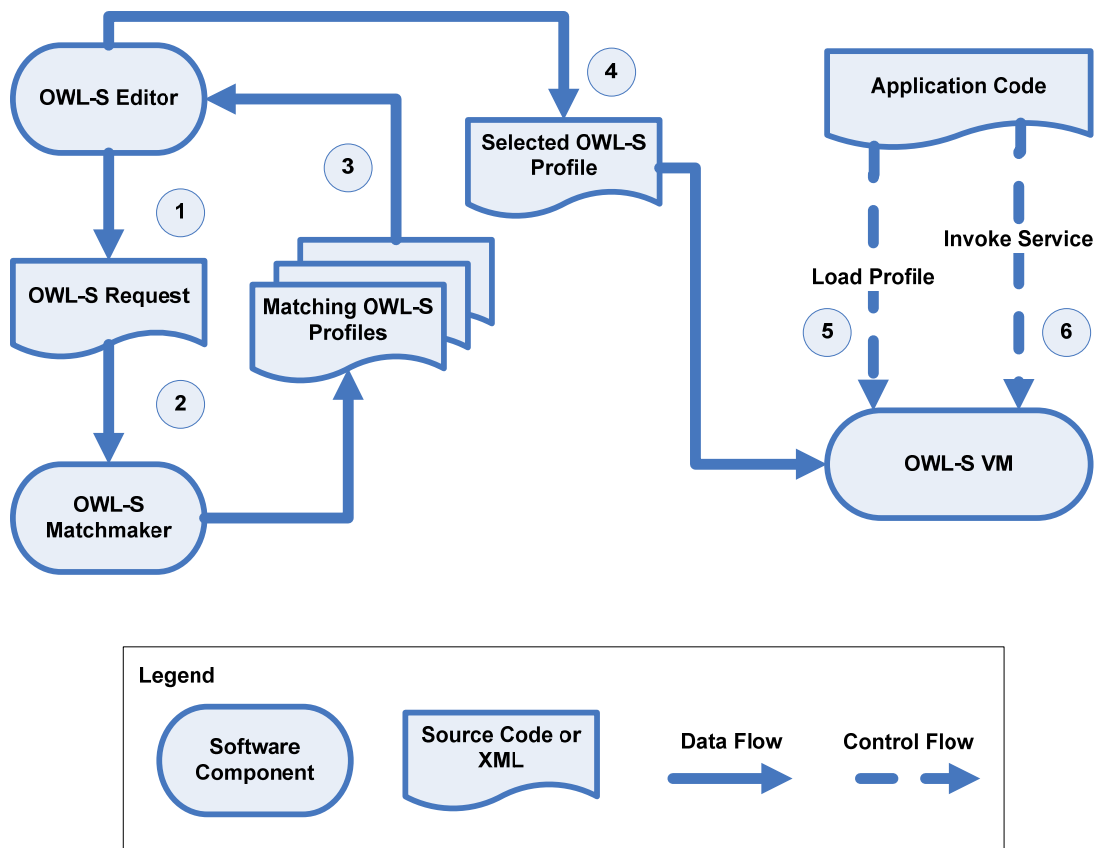 OWL-S Editor
4
Application Code
Selected OWL-S
Profile
3
1
Invoke Service
OWL-S Request
Matching OWL-S
Profiles
Load Profile
5
6
2
OWL-S VM
OWL-S
Matchmaker
Legend
Software
Component
Source Code or
XML
Data Flow
Control Flow